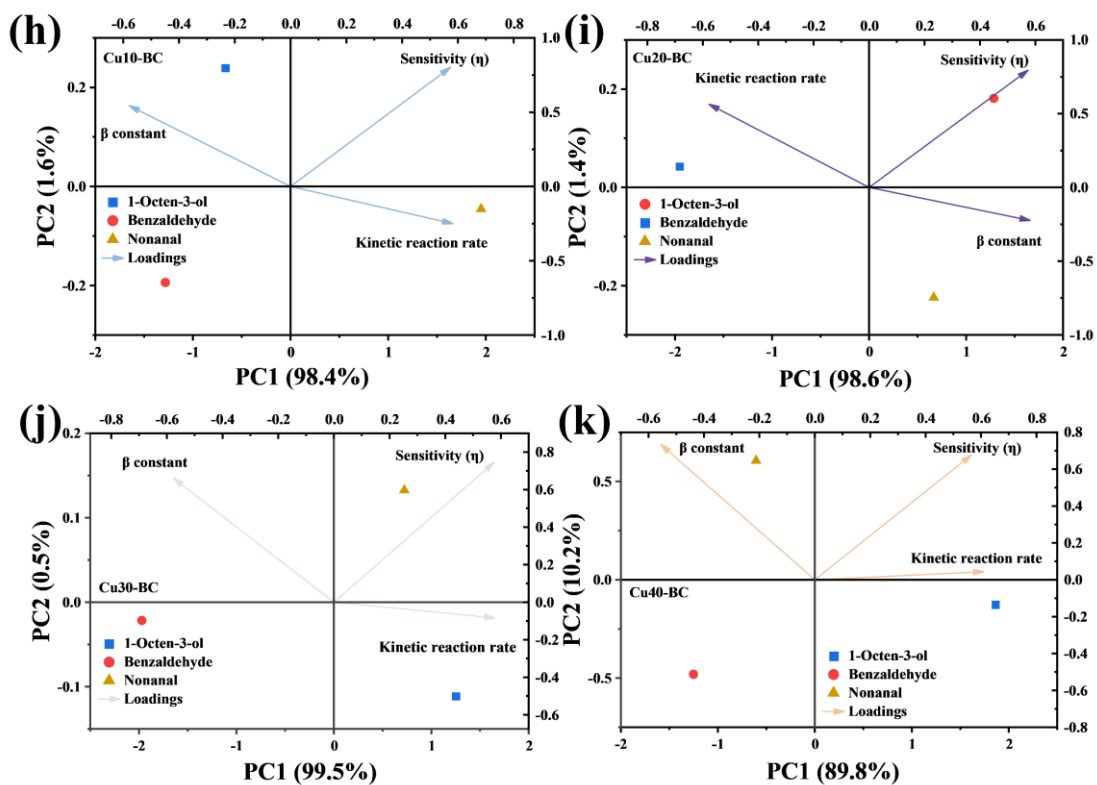 (h)
-0.6 -0.4 -0.2 0.0 0.2 0.4 0.6 0.8
Cu10-BC
Sensitivity (η)
β constant
Kinetic reaction rate
1-Octen-3-ol
Benzaldehyde
Nonanal
Loadings
0.2
0.0
-0.2
PC2 (1.6%)
1.0
0.5
0.0
-0.5
-1.0
-2 -1 0 1 2
PC1 (98.4%)
(i)
-0.8 -0.6 -0.4 -0.2 0.0 0.2 0.4 0.6
Cu20-BC
Sensitivity (η)
Kinetic reaction rate
β constant
1-Octen-3-ol
Benzaldehyde
Nonanal
Loadings
0.2
0.0
-0.2
PC2 (1.4%)
1.0
0.5
0.0
-0.5
-1.0
-2 -1 0 1 2
PC1 (98.6%)
(j)
-0.8 -0.6 -0.4 -0.2 0.0 0.2 0.4 0.6
β constant
Sensitivity (η)
Cu30-BC
Kinetic reaction rate
1-Octen-3-ol
Benzaldehyde
Nonanal
Loadings
0.2
0.1
0.0
-0.1
PC2 (0.5%)
0.8
0.6
0.4
0.2
0.0
-0.2
-0.4
-0.6
-2 -1 0 1 2
PC1 (99.5%)
(k)
-0.6 -0.4 -0.2 0.0 0.2 0.4 0.6 0.8
β constant
Sensitivity (η)
Kinetic reaction rate
Cu40-BC
1-Octen-3-ol
Benzaldehyde
Nonanal
Loadings
0.5
0.0
-0.5
PC2 (10.2%)
0.8
0.6
0.4
0.2
0.0
-0.2
-0.4
-0.6
-0.8
-2 -1 0 1 2
PC1 (89.8%)